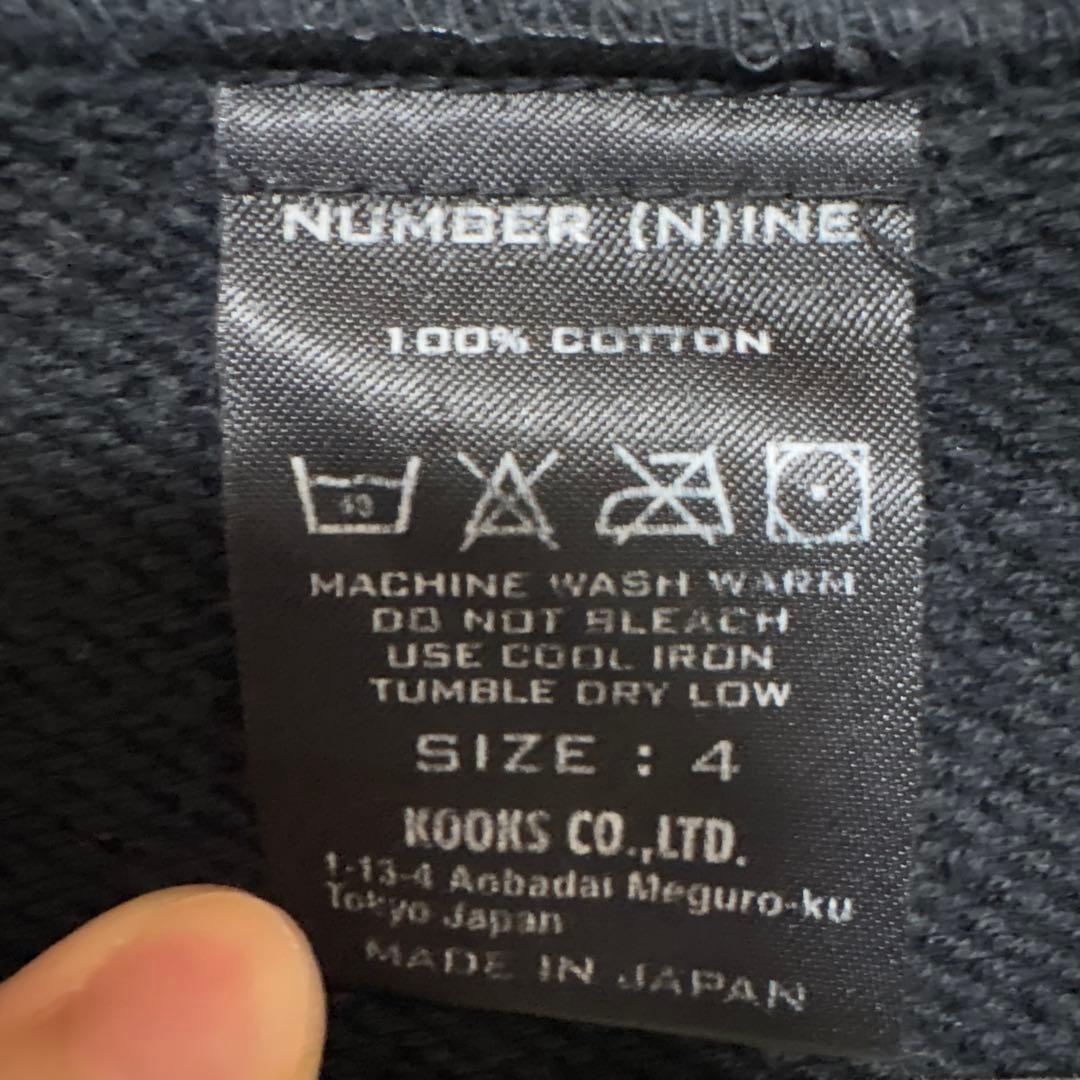 NUMBER (N)INE
100% COTTON
40
MACHINE WASH WARM
DO NOT BLEACH
USE COOL IRON
TUMBLE DRY LOW
SIZE : 4
KOOKS CO.,LTD.
1-13-4 Aobadai Meguro-ku
Tokyo Japan
MADE IN JAPAN